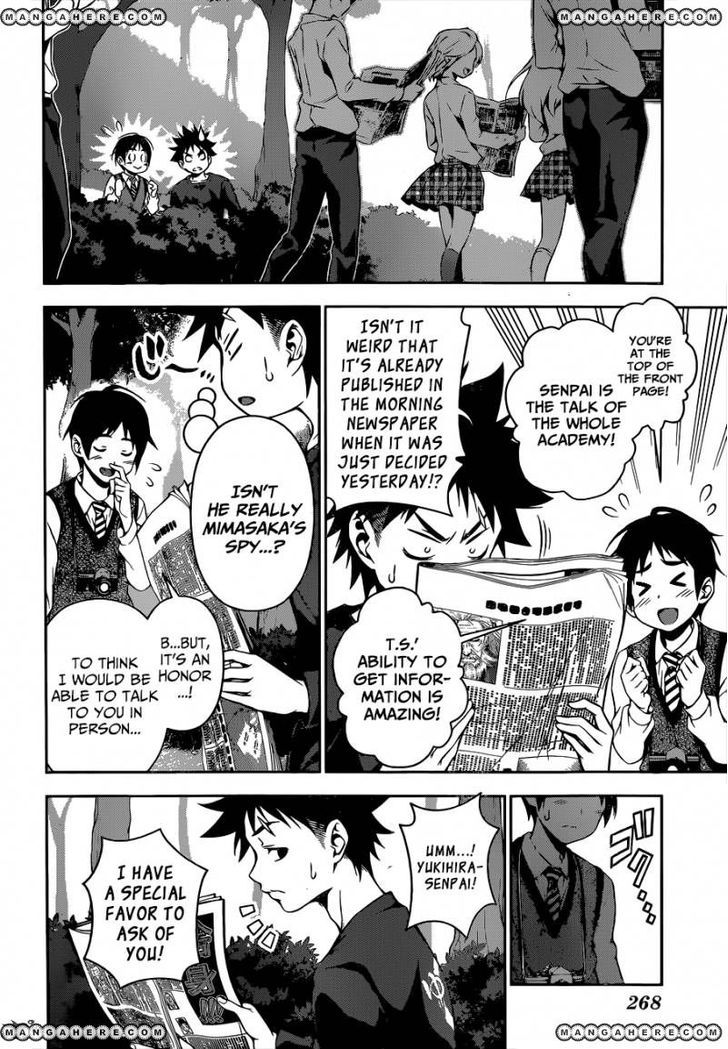 MANGAHERE.COM
MANGAHERE.COM
YOU'RE
AT THE
TOP OF
THE FRONT
PAGE!
SENPAI IS
THE TALK OF
THE WHOLE
ACADEMY!
ISN'T IT
WEIRD THAT
IT'S ALREADY
PUBLISHED
IN THE
MORNING
NEWSPAPER
WHEN IT WAS
JUST DECIDED
YESTERDAY!?
T.S.'
ABILITY TO
GET INFOR-
MATION IS
AMAZING!
じ〜
ISN'T
HE REALLY
MIMASAKA'S
SPY...?
B...BUT,
IT'S AN
HONOR
...!
TO THINK
I WOULD BE
ABLE TO TALK
TO YOU IN
PERSON...
ゴク…
UMM...!
YUKIHIRA-
SENPAI!
I HAVE
A SPECIAL
FAVOR TO
ASK OF
YOU!
268
MANGAHERE.COM
MANGAHERE.COM